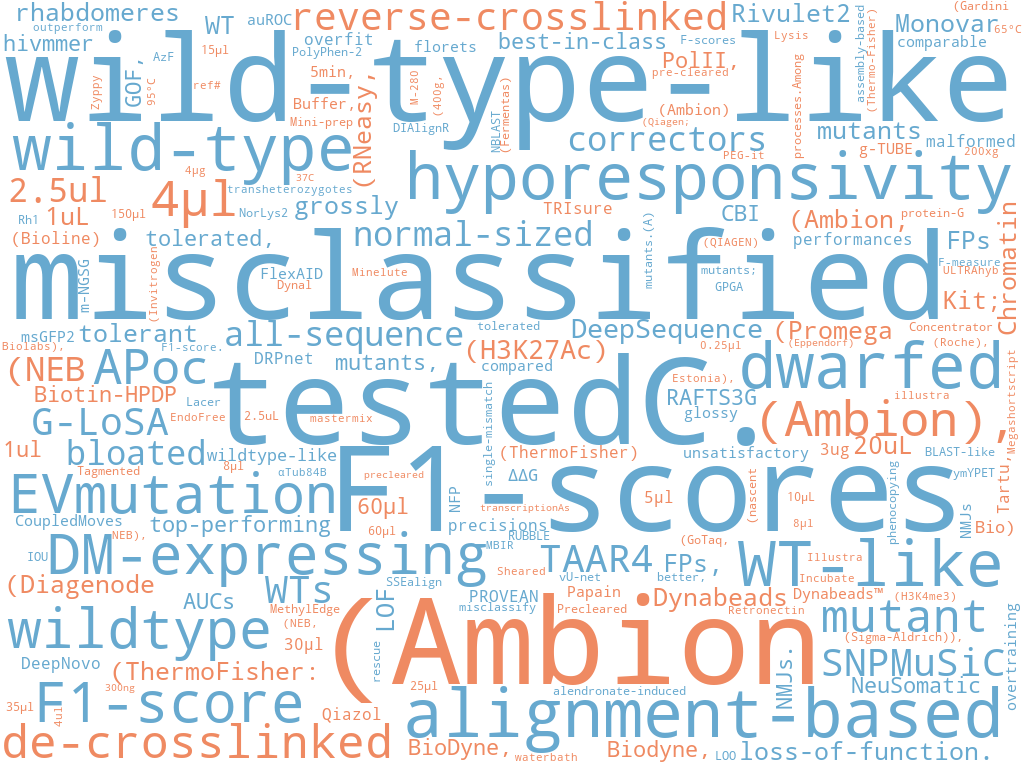 rhabdomeres
outperform
WT
auROC
reverse-crosslinked
Rivulet2
(Gardini
Monovar
65ºC
hivmmer
15µl
overfit
PolyPhen-2
florets
best-in-class
F-scores
Lysis
assembly-based
(Thermo-Fisher)
comparable
wild-type-like
zyppy
GOF,
AzF
95ºC
ref#
5min,
Buffer,
Mini-prep
(RNeasy,
M-280
(400g,
DIAlignR
NBLAST
(Fermentas)
PolII,
pre-cleared
(Ambion)
(Qiagen;
processes.Among
wild-type
correctors
mutants
g-TUBE
malformed
200xg
PEG-it
4µg
37C
transheterozygotes
hyporesponsivity
2.5ul
4µl
Rh1
1uL
150µl
NorLys2
grossly
TRIsure
CBI
(Ambion,
protein-G
(Bioline)
tolerated,
normal-sized
mutants.(A)
(QIAGEN)
performances
FPs
Chromatin
m-NGSG
(Invitrogen
FlexAID
Dynal
Minelute
misclassified
mutants;
GPGA
F-measure
ULTRAhyb
Kit;
msGFP2
tolerant
all-sequence
tolerated
DeepSequence
(Promega
Concentrator
Biolabs),
F1-score.
DRPnet
mutants,
(H3K27Ac)
compared
0.25µl
(Eppendorf)
(Roche),
(NEB
APoc
testedC.
Estonia),
dwarfed
Megashortscript
Biotin-HPDP
Lacer
RAFTS3G
glossy
illustra
G-LoSA
EndoFree
2.5uL
mastermix
single-mismatch
(Ambion),
1ul
bloated
wildtype-like
(ThermoFisher)
unsatisfactory
3ug
20uL
BLAST-like
Tagmented
8µl
αTub84B
precleared
ΔΔG
ymYPET
Tartu,
EVmutation
F1-scores
60µl
NFP
transcriptionAs
5µl
(nascent
10µL
phenocopying
CoupledMoves
top-performing
60µl
precisions
RUBBLE
8µl
NMJs
Bio)
NEB),
IOU
DM-expressing
MBIR
(GoTaq,
TAAR4
FPs,
WT-like
Illustra
Sheared
vU-net
better,
Incubate
(Diagenode
AUCs
WTs
SSEalign
PROVEAN
Papain
•Dynabeads
Dynabeads™
(H3K4me3)
MethylEdge
(NEB,
LOF
misclassify
Precleared
Retronectin
mutant
wildtype
30µl
(Ambion
(Sigma-Aldrich)),
overtraining
DeepNovo
(ThermoFisher:
rescue
NMJs.
SNPMuSiC
300ng
25µl
alendronate-induced
NeuSomatic
35µl
4ul
F1-score
Qiazol
alignment-based
de-crosslinked
BioDyne,
waterbath
Biodyne,
LOO
loss-of-function.